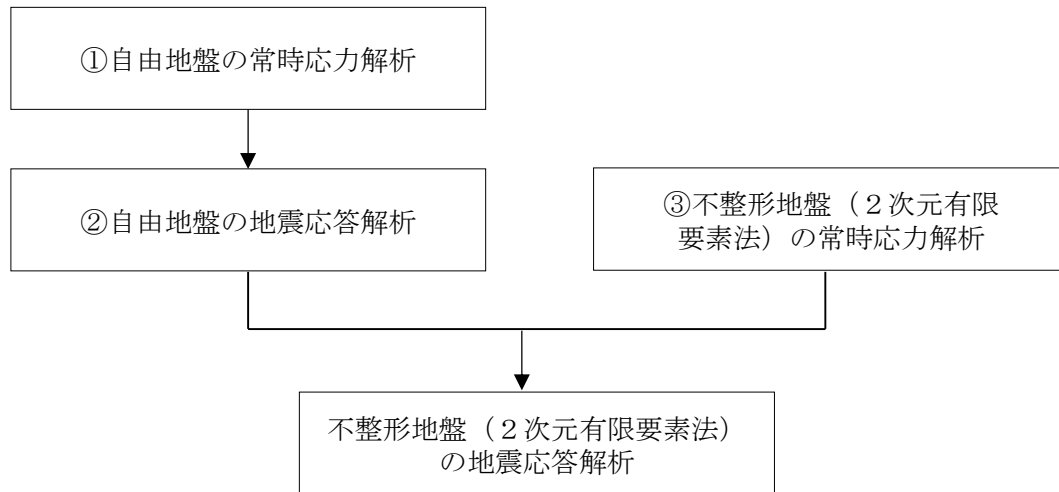 ①自由地盤の常時応力解析
②自由地盤の地震応答解析
③不整形地盤（２次元有限
要素法）の常時応力解析
不整形地盤（２次元有限要素法）
の地震応答解析